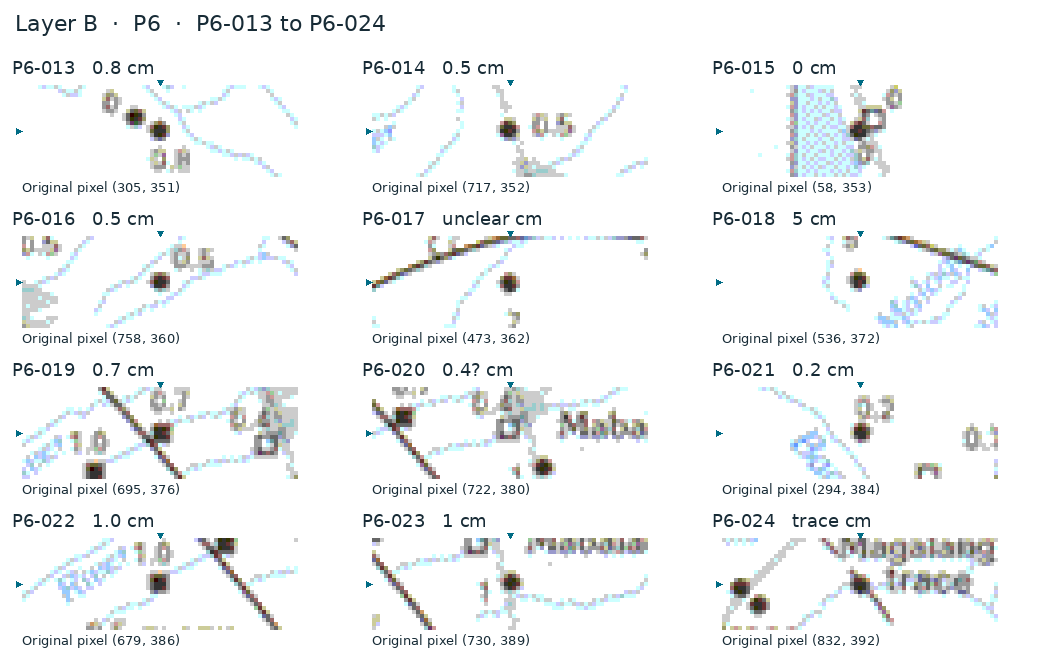 Layer B · P6 · P6-013 to P6-024
P6-013 0.8 cm
P6-014 0.5 cm
P6-015 0 cm
0
0.8
0.5
0
Original pixel (305, 351)
Original pixel (717, 352)
Original pixel (58, 353)
P6-016 0.5 cm
P6-017 unclear cm
P6-018 5 cm
0.5
0.5
Original pixel (758, 360)
Original pixel (473, 362)
Original pixel (536, 372)
P6-019 0.7 cm
P6-020 0.4? cm
P6-021 0.2 cm
0.7
0.4
1.0
0.4
Maba
0.2
Original pixel (695, 376)
Original pixel (722, 380)
Original pixel (294, 384)
P6-022 1.0 cm
P6-023 1 cm
P6-024 trace cm
River
1.0
1
Magalang
trace
Original pixel (679, 386)
Original pixel (730, 389)
Original pixel (832, 392)